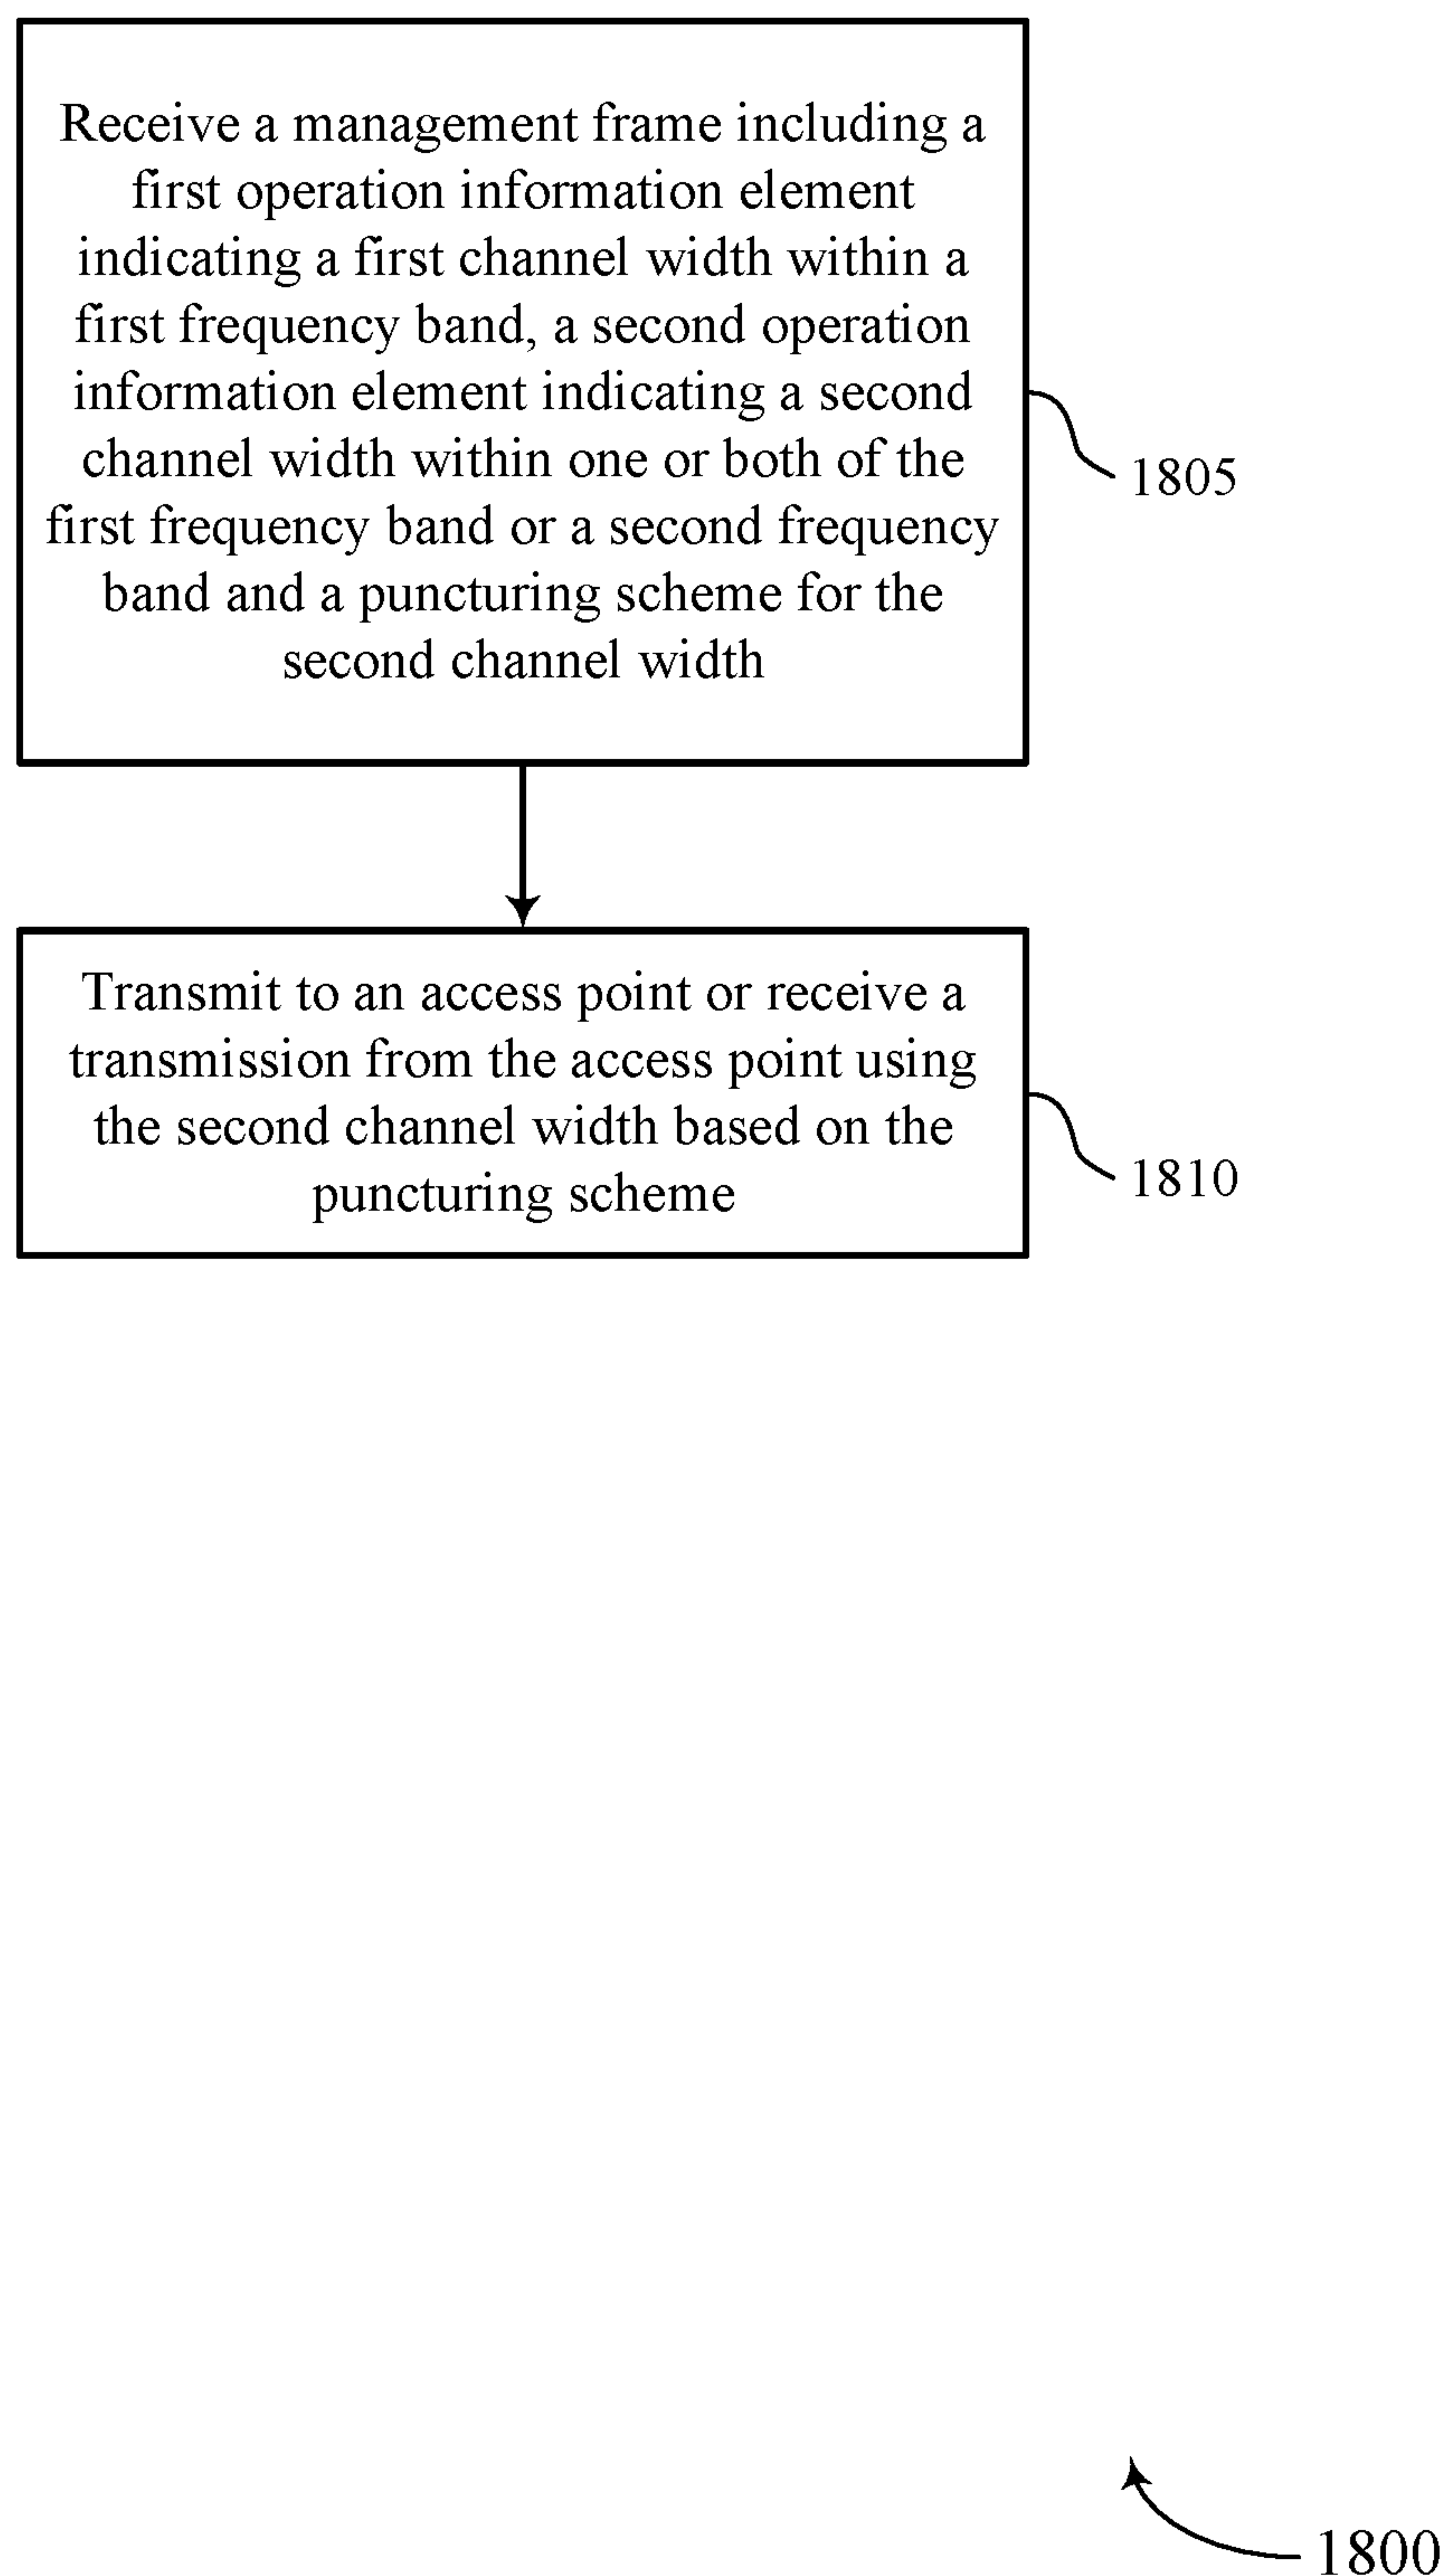 Receive a management frame including a
first operation information element
indicating a first channel width within a
first frequency band, a second operation
information element indicating a second
channel width within one or both of the
first frequency band or a second frequency
band and a puncturing scheme for the
second channel width
1805
Transmit to an access point or receive a
transmission from the access point using
the second channel width based on the
puncturing scheme
1810
1800